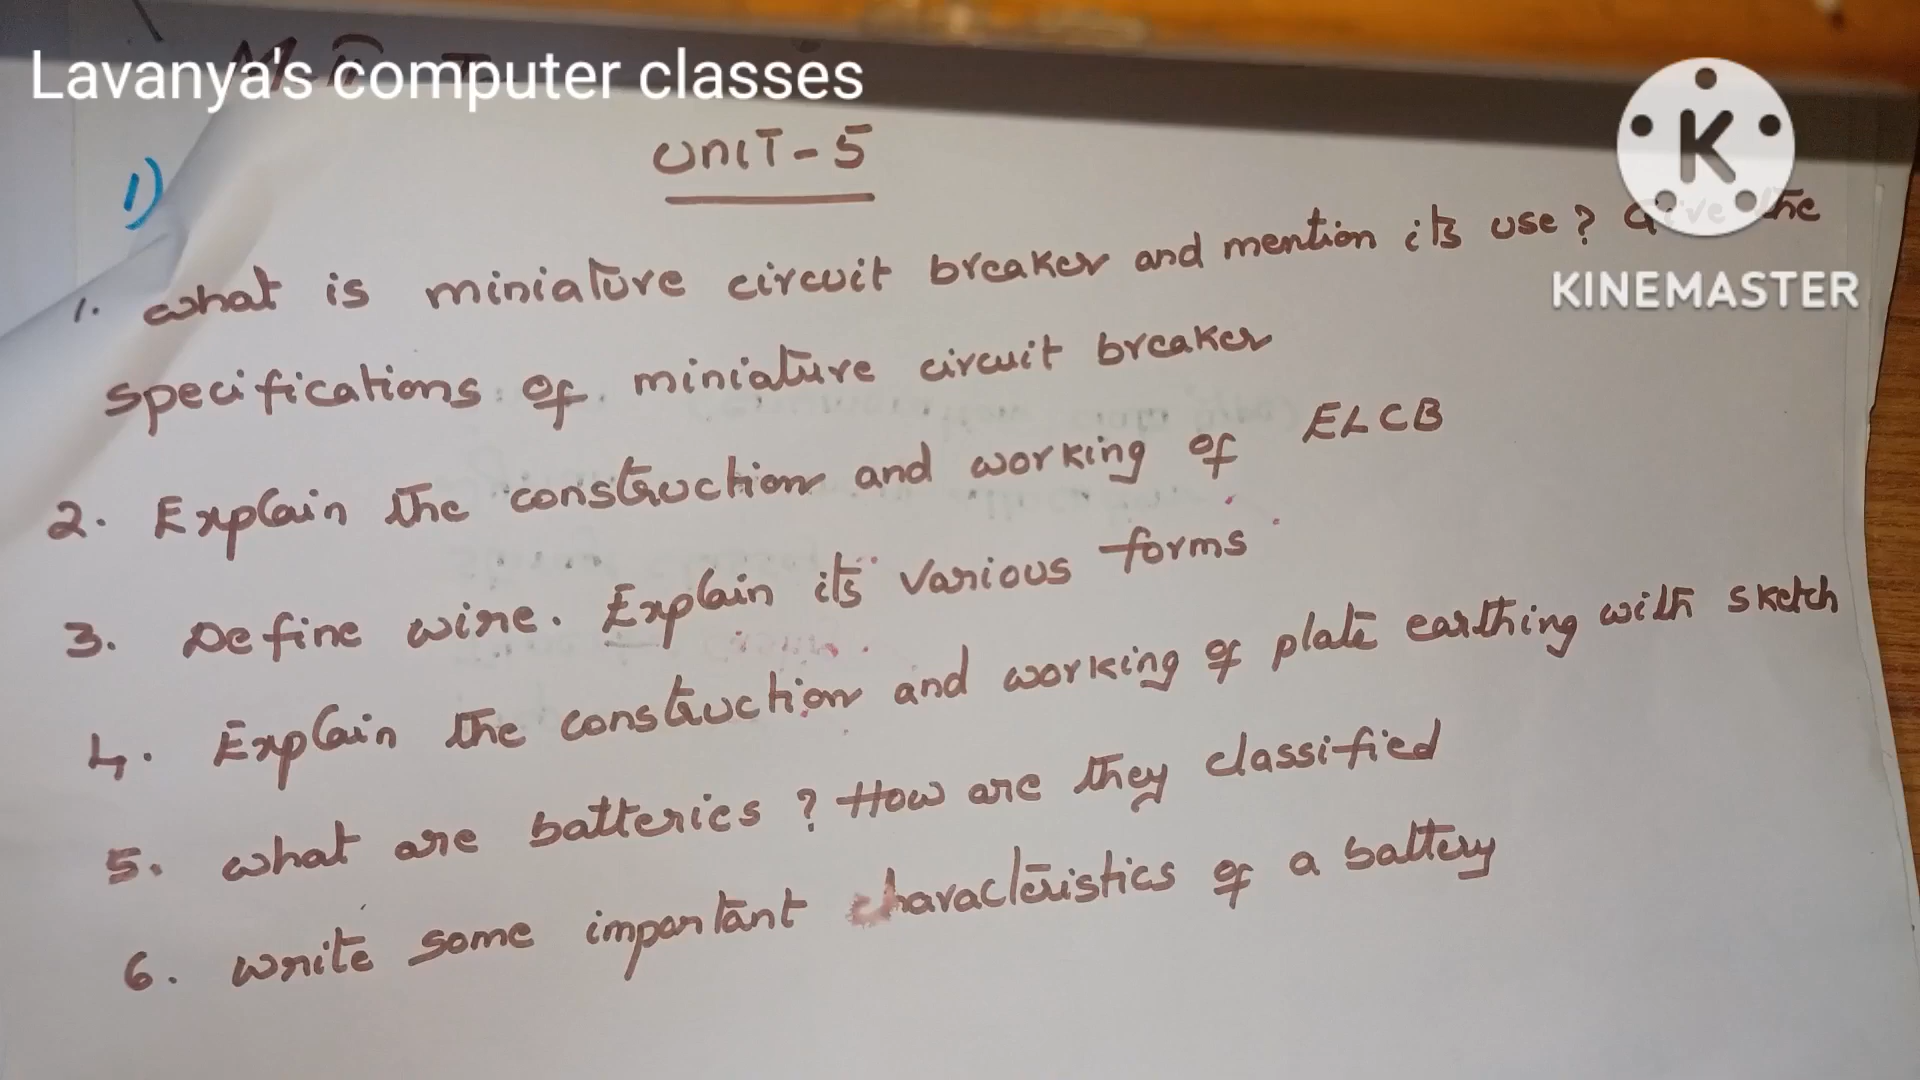 Lavanya's computer classes
UNIT-5
1)
1. what is miniature circuit breaker and mention its use? Give the
specifications of miniature circuit breaker
2. Explain the construction and working of ELCB
3. Define wire. Explain its various forms
4. Explain the construction and working of plate earthing with sketch
5. what are batteries? How are they classified
6. write some important characteristics of a battery
K
KINEMASTER